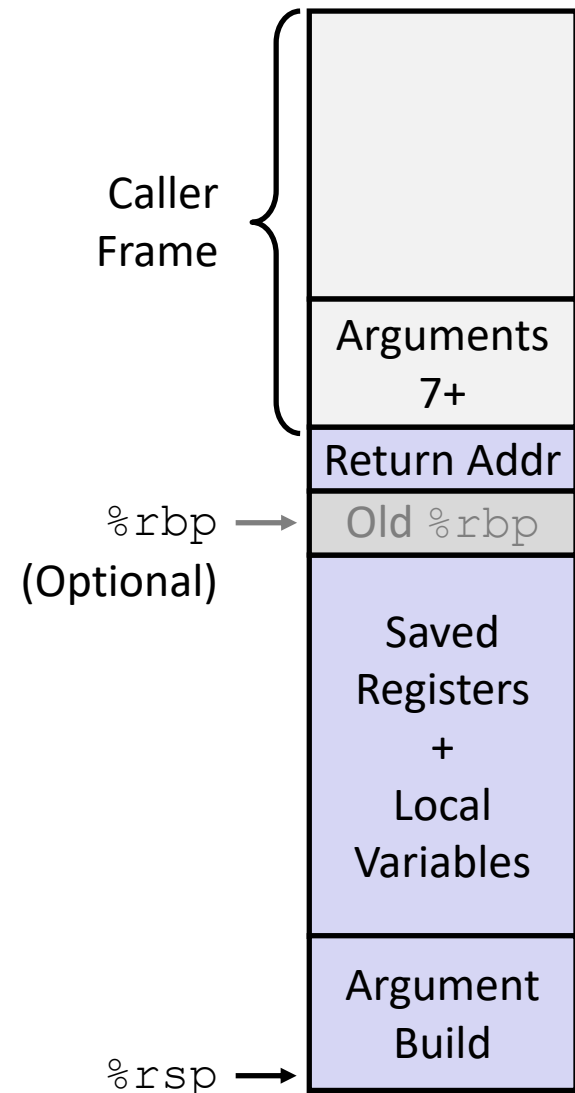 Caller
Frame
Arguments
7+
Return Addr
%rbp
(Optional)
Old %rbp
Saved
Registers
+
Local
Variables
Argument
Build
%rsp